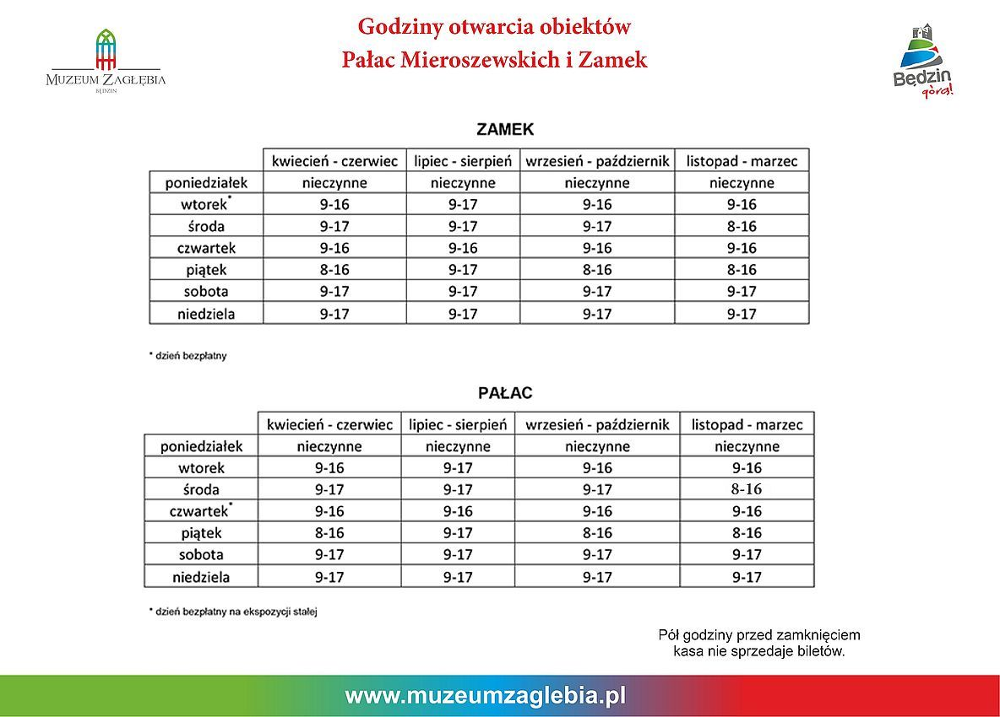 Godziny otwarcia obiektów
Pałac Mieroszewskich i Zamek
MUZEUM ZAGŁĘBIA
BĘDZIN
Będzin
góra!
ZAMEK
kwiecień - czerwiec lipiec - sierpień wrzesień - październik listopad - marzec
poniedziałek nieczynne nieczynne nieczynne nieczynne
wtorek* 9-16 9-17 9-16 9-16
środa 9-17 9-17 9-17 8-16
czwartek 9-16 9-16 9-16 9-16
piątek 8-16 9-17 8-16 8-16
sobota 9-17 9-17 9-17 9-17
niedziela 9-17 9-17 9-17 9-17
* dzień bezpłatny
PAŁAC
kwiecień - czerwiec lipiec - sierpień wrzesień - październik listopad - marzec
poniedziałek nieczynne nieczynne nieczynne nieczynne
wtorek 9-16 9-17 9-16 9-16
środa 9-17 9-17 9-17 8-16
czwartek* 9-16 9-16 9-16 9-16
piątek 8-16 9-17 8-16 8-16
sobota 9-17 9-17 9-17 9-17
niedziela 9-17 9-17 9-17 9-17
* dzień bezpłatny na ekspozycji stałej
Pół godziny przed zamknięciem
kasa nie sprzedaje biletów.
www.muzeumzaglebia.pl